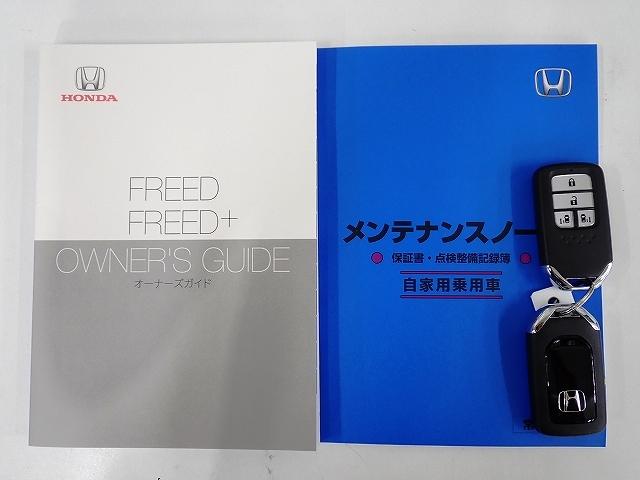 HONDA
FREED
FREED+
OWNER'S GUIDE
オーナーズガイド
メンテナンスノー
保証書・点検整備記録簿
自家用乗用車